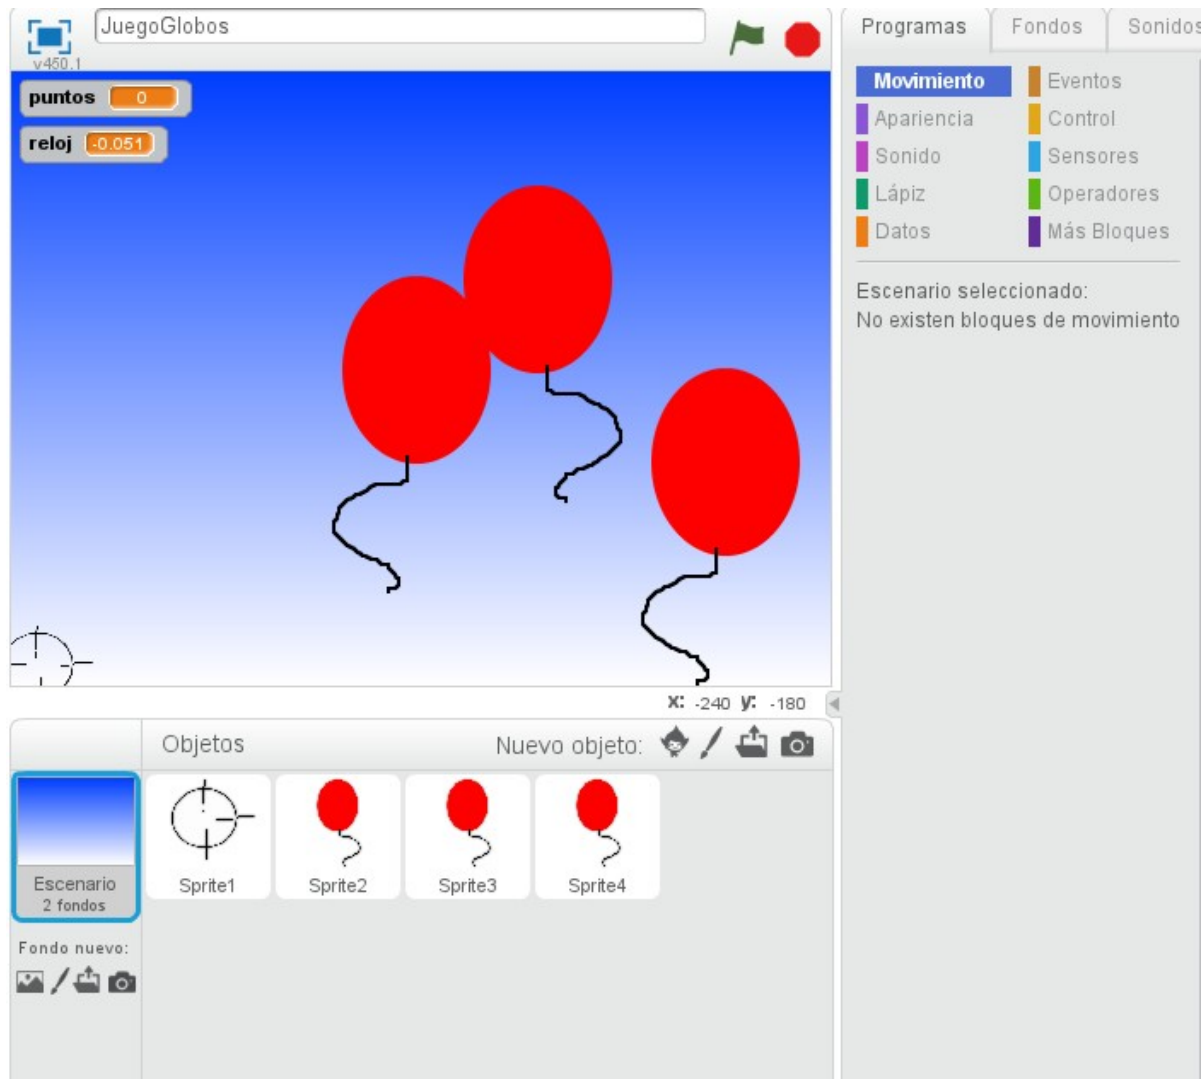 JuegoGlobos
v450.1
puntos 0
reloj -0.051
x: -240 y: -180
Objetos
Nuevo objeto:
Escenario
2 fondos
Fondo nuevo:
Sprite1
Sprite2
Sprite3
Sprite4
Programas
Fondos
Sonidos
Movimiento
Eventos
Apariencia
Control
Sonido
Sensores
Lápiz
Operadores
Datos
Más Bloques
Escenario seleccionado:
No existen bloques de movimiento